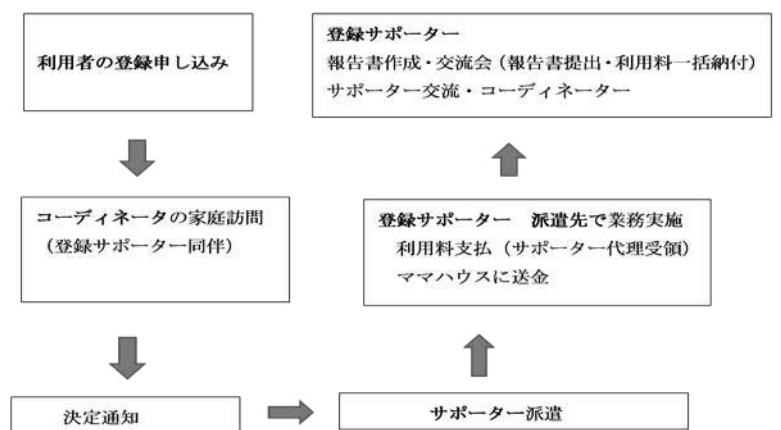 利用者の登録申し込み
コーディネータの家庭訪問
（登録サポーター同伴）
決定通知
サポーター派遣
登録サポーター　派遣先で業務実施
利用料支払（サポーター代理受領）
ママハウスに送金
登録サポーター
報告書作成・交流会（報告書提出・利用料一括納付）
サポーター交流・コーディネーター